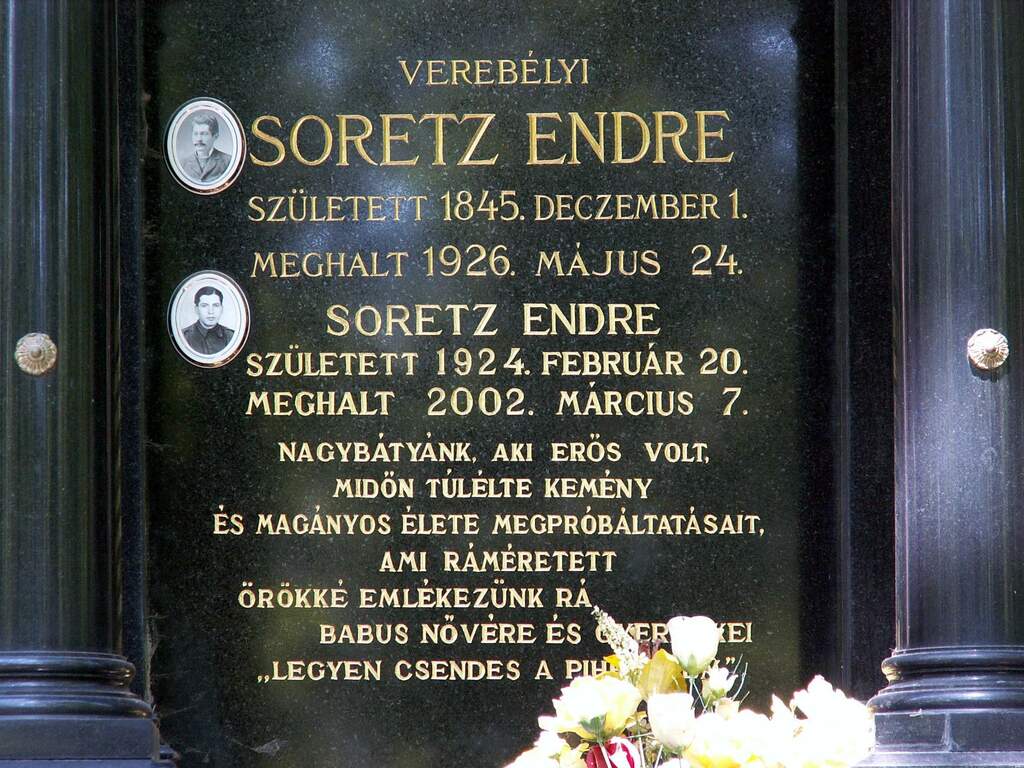 VEREBÉLYI
SORETZ ENDRE
SZÜLETETT 1845. DECZEMBER 1.
MEGHALT 1926. MÁJUS 24.
SORETZ ENDRE
SZÜLETETT 1924. FEBRUÁR 20.
MEGHALT 2002. MÁRCIUS 7.
NAGYBÁTYÁNK, AKI ERŐS VOLT,
MIDŐN TÚLÉLTE KEMÉNY
ÉS MAGÁNYOS ÉLETE MEGPRÓBÁLTATÁSAIT,
AMI RÁMÉRETETT
ÖRÖKKÉ EMLÉKEZÜNK RÁ
BABUS NŐVÉRE ÉS
„LEGYEN CSENDES A